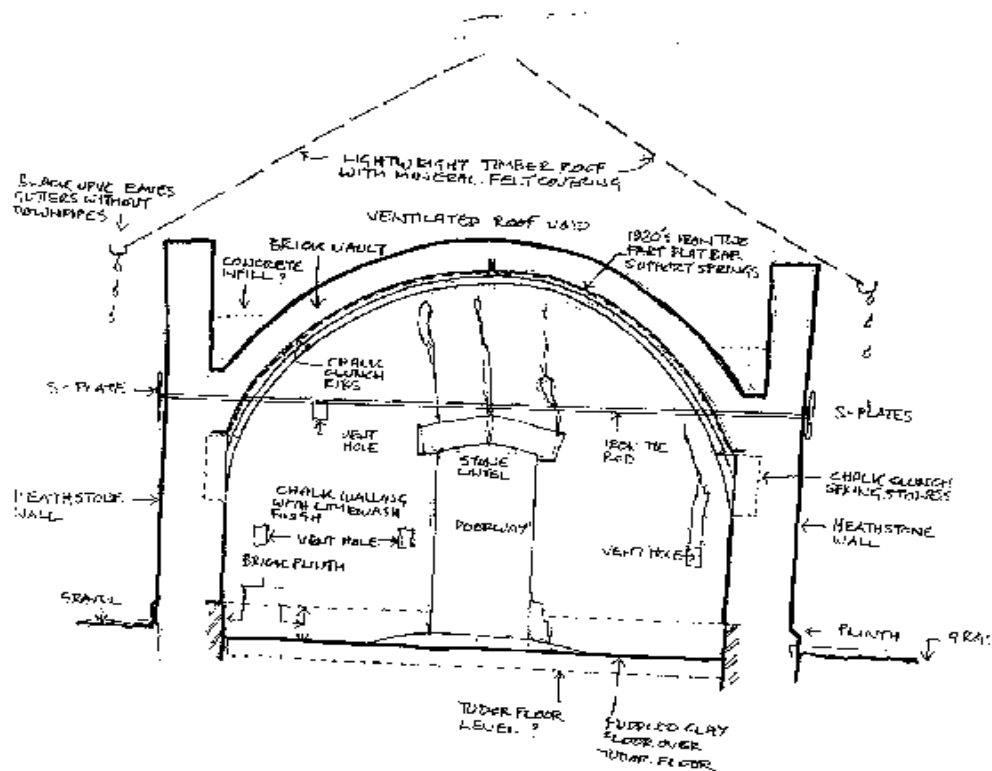 LIGHTWEIGHT TIMBER ROOF
WITH MINERAL FELT COVERING
BLACK UPVC EAVES
GUTTERS WITHOUT
DOWNPIPES
VENTILATED ROOF VOID
BRICK VAULT
CONCRETE
INFILL?
1920'S IRON TIE
PART FLAT BAR
SUPPORT SPRINGS
CHALK
CLUNCH
RIBS
S-PLATE
S-PLATES
VENT
HOLE
IRON TIE
ROD
STONE
LINTEL
CHALK CLUNCH
SPRING STONES
HEATHSTONE
WALL
CHALK WALLING
WITH LIMEWASH
FINISH
DOORWAY
HEATHSTONE
WALL
VENT HOLE
VENT HOLE
BRICK PLINTH
GRAVEL
PLINTH
TUDOR FLOOR
LEVEL?
PUDDLED CLAY
FLOOR OVER
TUDOR FLOOR